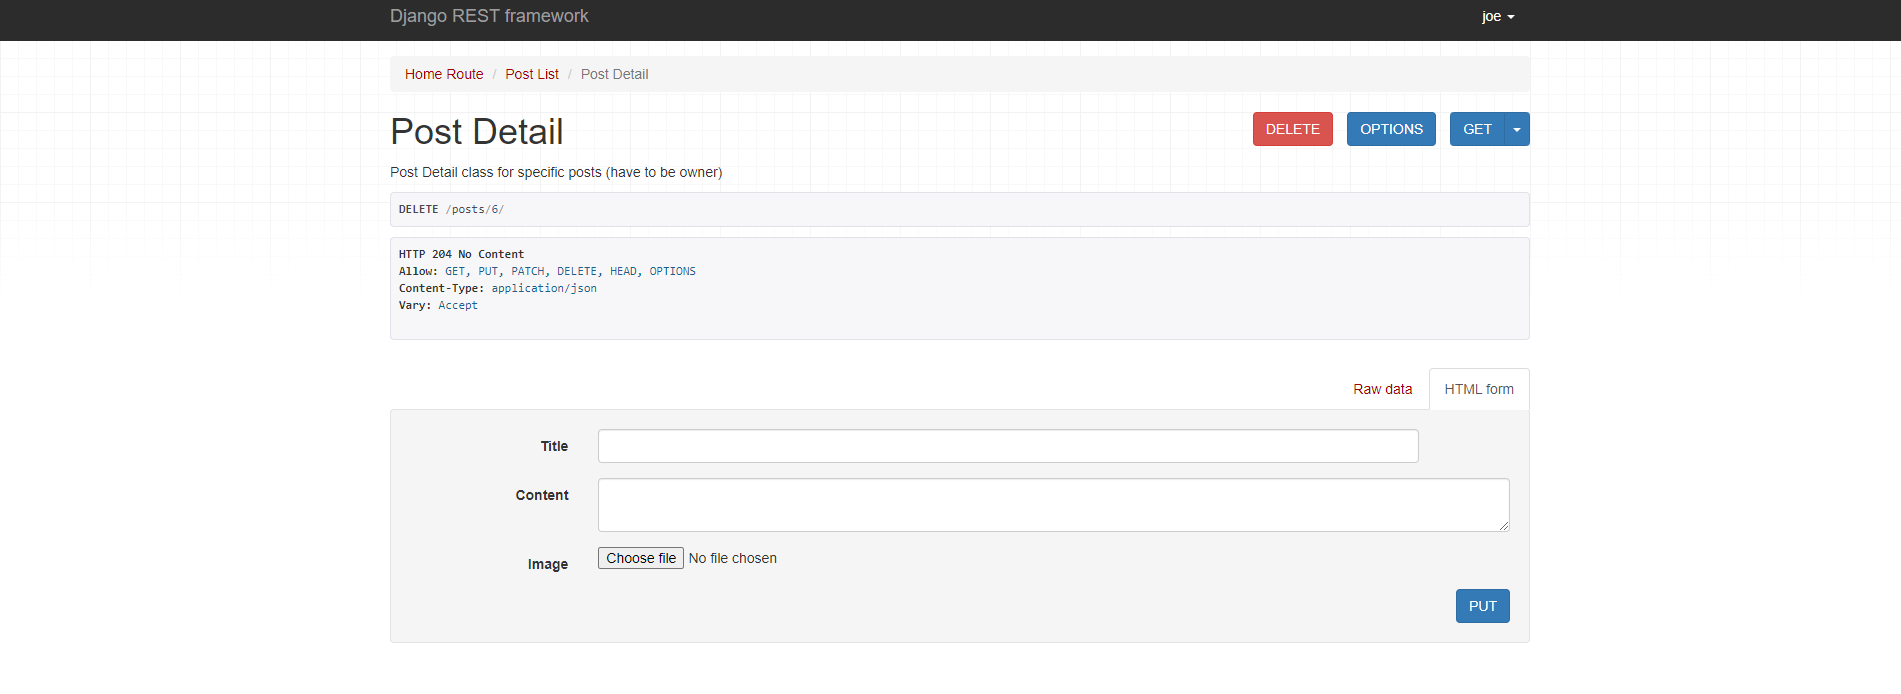 Django REST framework
joe
Home Route / Post List / Post Detail
Post Detail
DELETE
OPTIONS
GET
Post Detail class for specific posts (have to be owner)
DELETE /posts/6/
HTTP 204 No Content
Allow: GET, PUT, PATCH, DELETE, HEAD, OPTIONS
Content-Type: application/json
Vary: Accept
Raw data
HTML form
Title
Content
Image
Choose file No file chosen
PUT